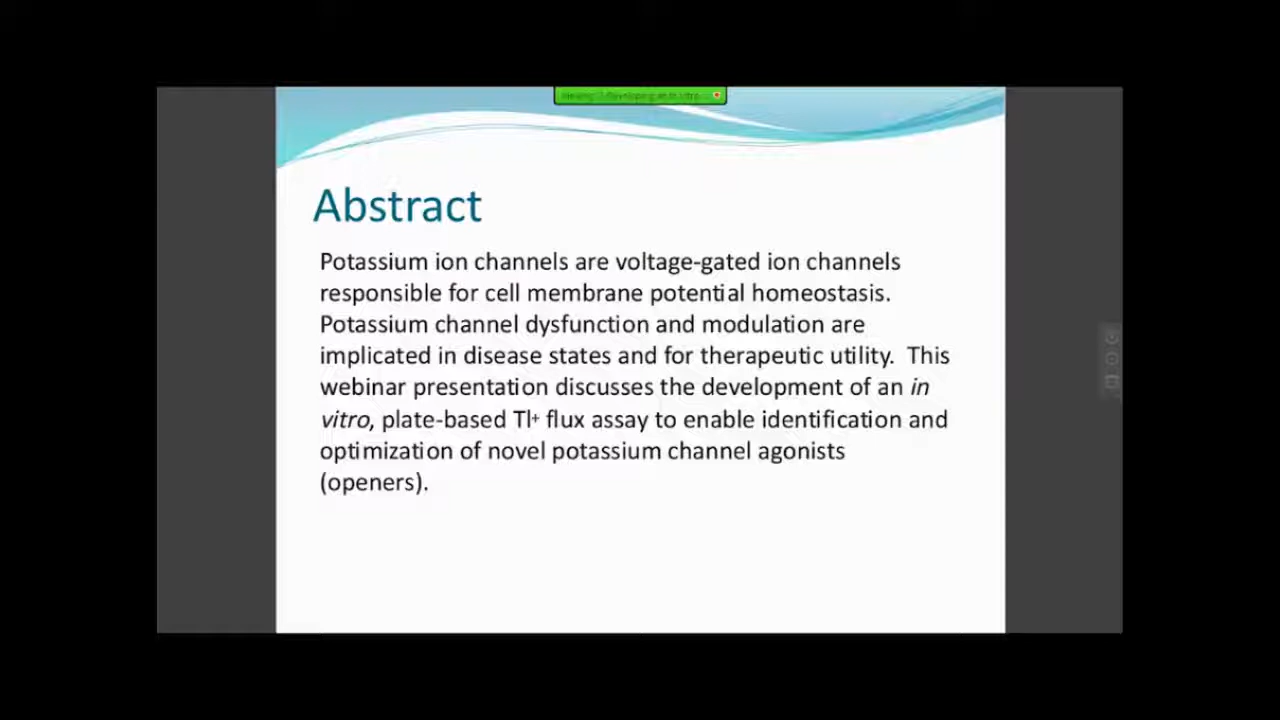 Abstract
Potassium ion channels are voltage-gated ion channels
responsible for cell membrane potential homeostasis.
Potassium channel dysfunction and modulation are
implicated in disease states and for therapeutic utility.  This
webinar presentation discusses the development of an in
vitro, plate-based Tl+ flux assay to enable identification and
optimization of novel potassium channel agonists
(openers).